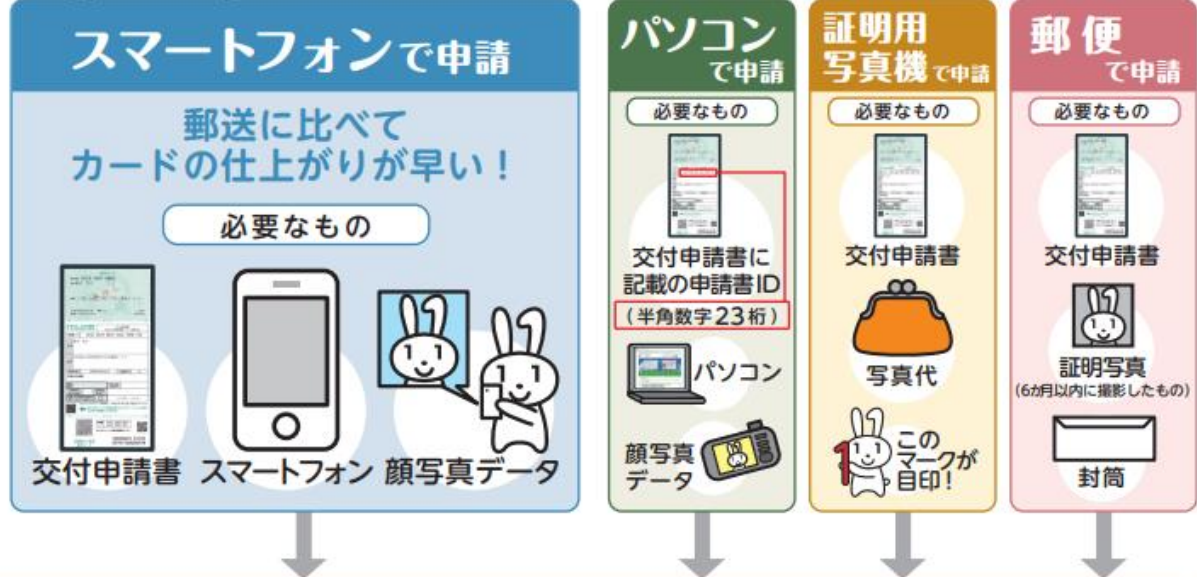 スマートフォンで申請
郵送に比べて
カードの仕上がりが早い！
必要なもの
交付申請書
スマートフォン
顔写真データ
パソコン
で申請
必要なもの
交付申請書に
記載の申請書ID
(半角数字23桁)
パソコン
顔写真
データ
証明用
写真機で申請
必要なもの
交付申請書
写真代
この
マークが
目印！
郵便
で申請
必要なもの
交付申請書
証明写真
(6か月以内に撮影したもの)
封筒